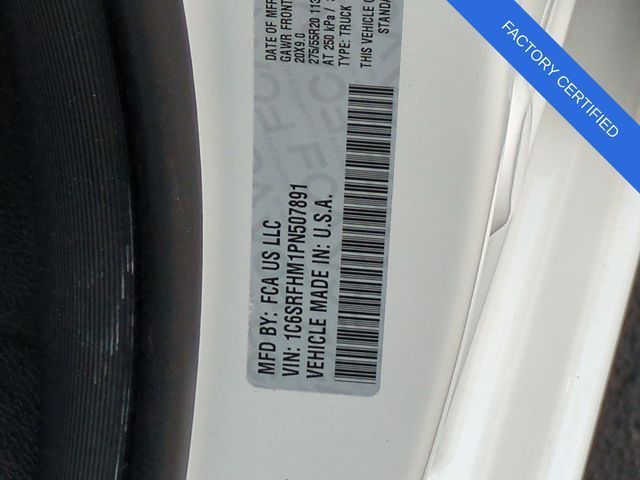 FACTORY CERTIFIED
MFD BY: FCA US LLC
VIN: 1C6SRFHM1PN507891
VEHICLE MADE IN: U.S.A.
DATE OF MFR
GAWR FRONT
20X9.0
275/55R20 113
AT 250 kPa /
TYPE: TRUCK
THIS VEHICLE C
STANDA